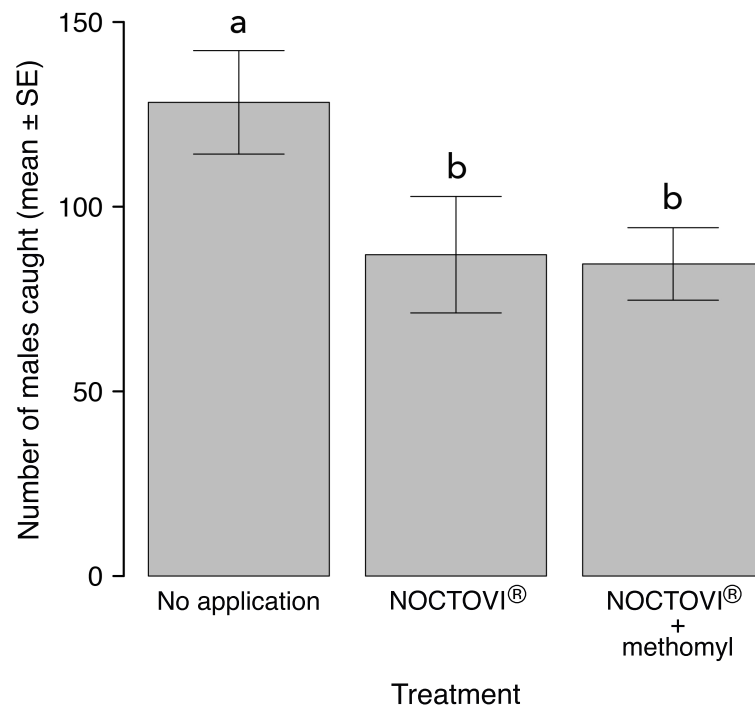 Number of males caught (mean ± SE)
150
100
50
0
a
b
b
No application
NOCTOVI®
NOCTOVI®
+
methomyl
Treatment